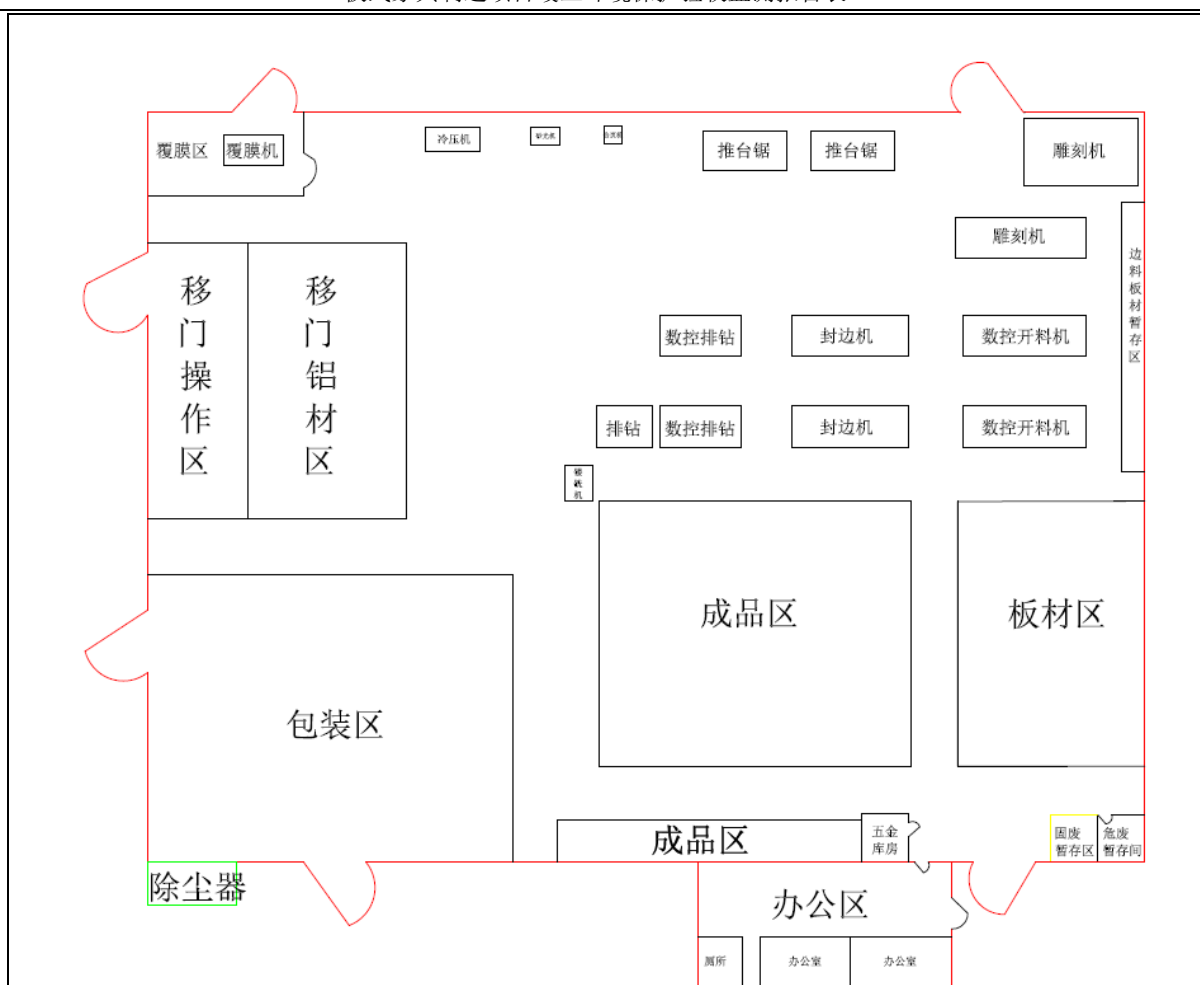 覆膜区
覆膜机
冷压机
推台锯
推台锯
雕刻机
雕刻机
边料板材暂存区
移门操作区
移门铝材区
数控排钻
封边机
数控开料机
排钻
数控排钻
封边机
数控开料机
成品区
板材区
包装区
成品区
五金
库房
固废
暂存区
危废
暂存间
除尘器
办公区
厕所
办公室
办公室